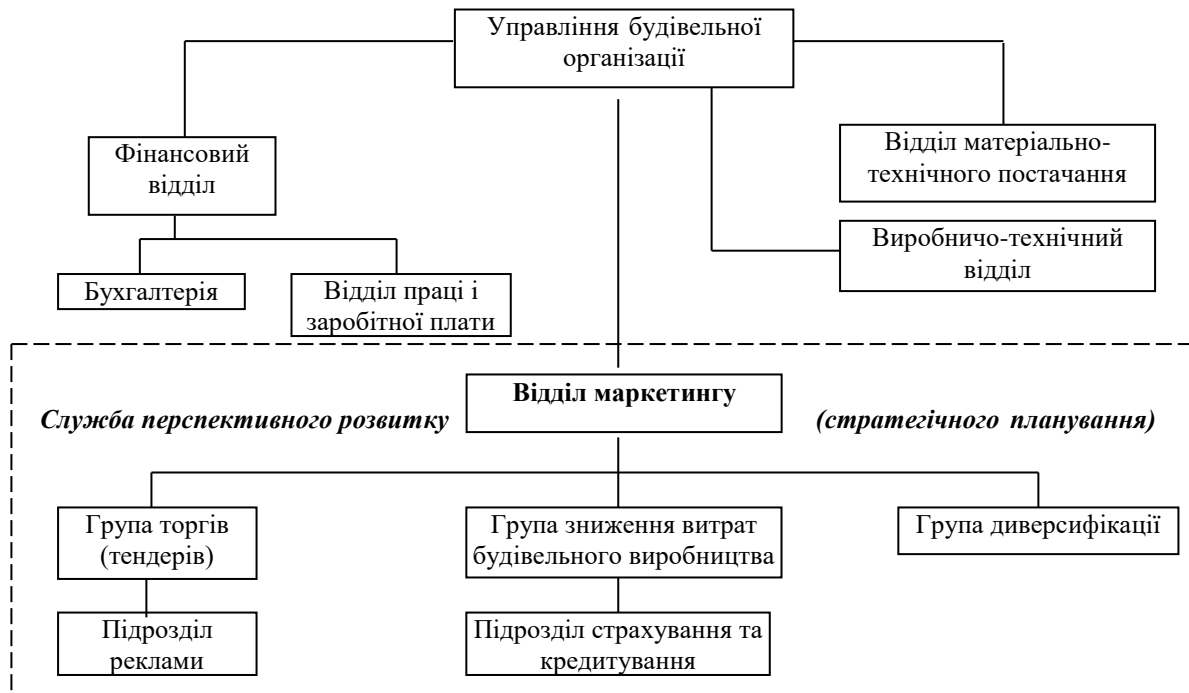 Управління будівельної
організації
Фінансовий
відділ
Відділ матеріально-
технічного постачання
Виробничо-технічний
відділ
Бухгалтерія
Відділ праці і
заробітної плати
Відділ маркетингу
Служба перспективного розвитку
(стратегічного планування)
Група торгів
(тендерів)
Група зниження витрат
будівельного виробництва
Група диверсифікації
Підрозділ
реклами
Підрозділ страхування та
кредитування